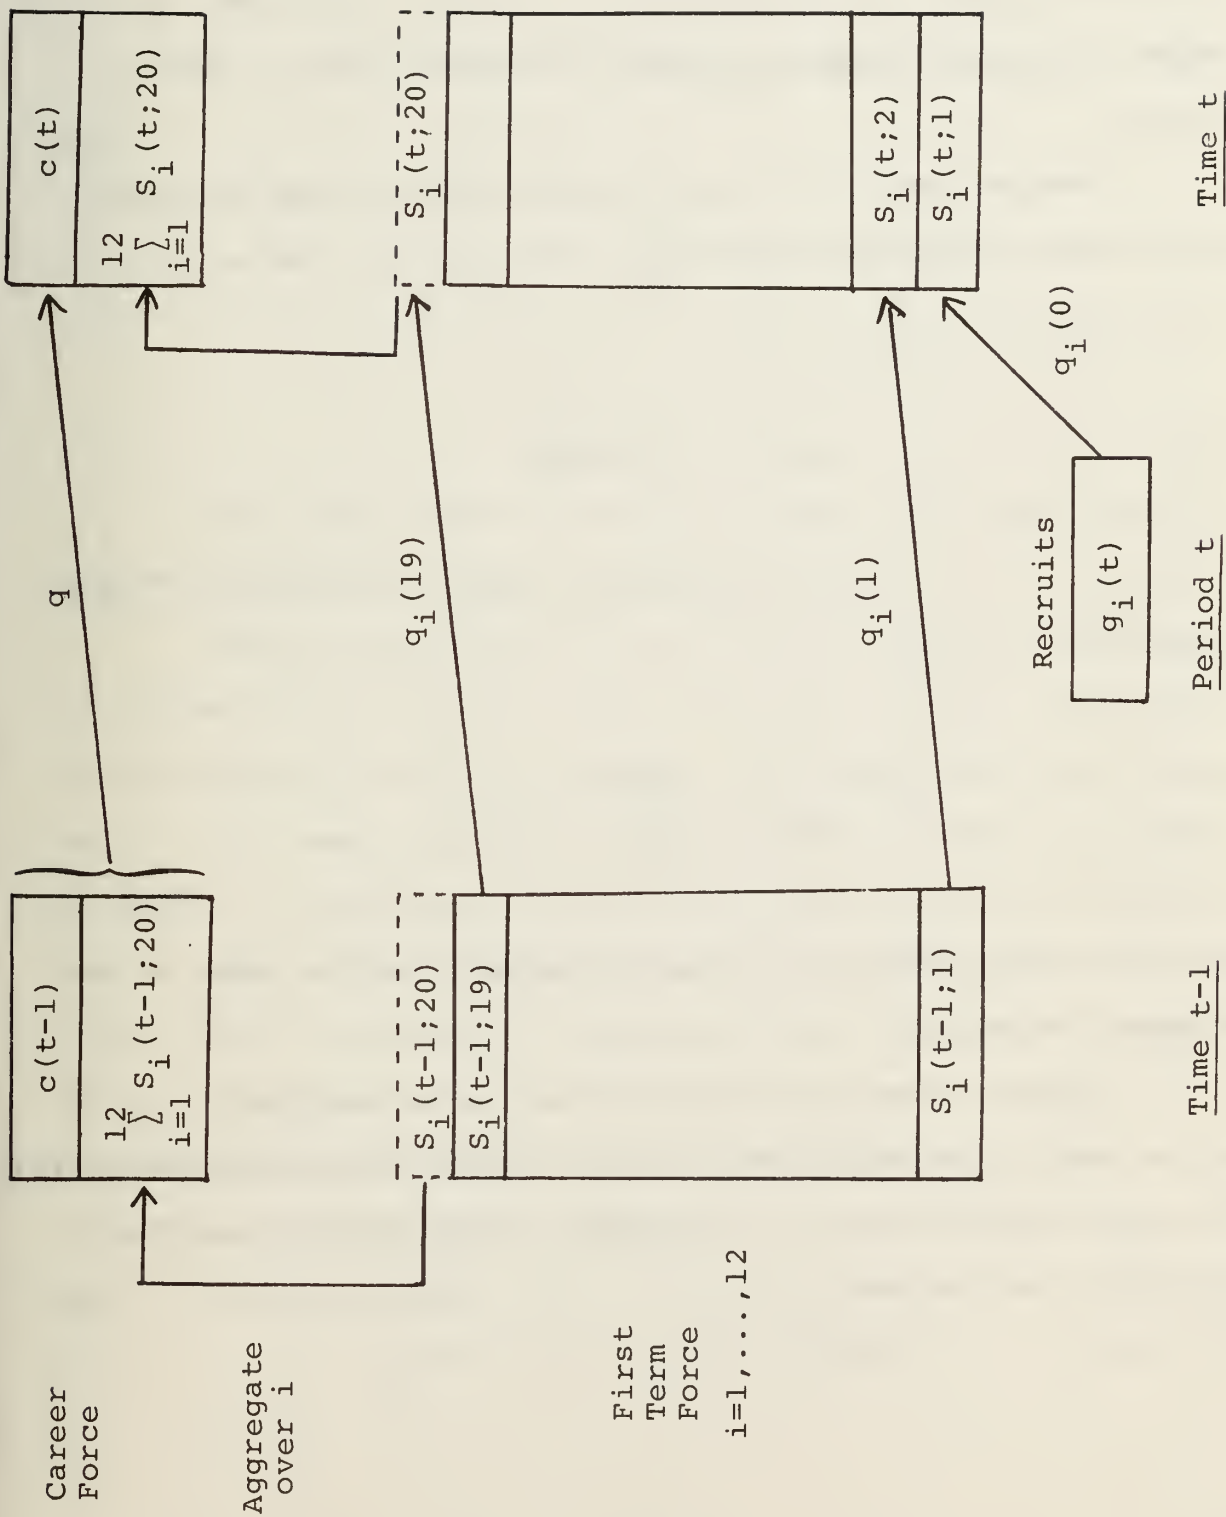 Career
Force
c(t-1)
12
∑ S_i(t-1;20)
i=1
q
c(t)
12
∑ S_i(t;20)
i=1
Aggregate
over i
S_i(t-1;20)
S_i(t-1;19)
q_i(19)
S_i(t;20)
First
Term
Force
i=1,...,12
S_i(t-1;1)
q_i(1)
S_i(t;2)
S_i(t;1)
Recruits
g_i(t)
q_i(0)
Time t-1
Period t
Time t